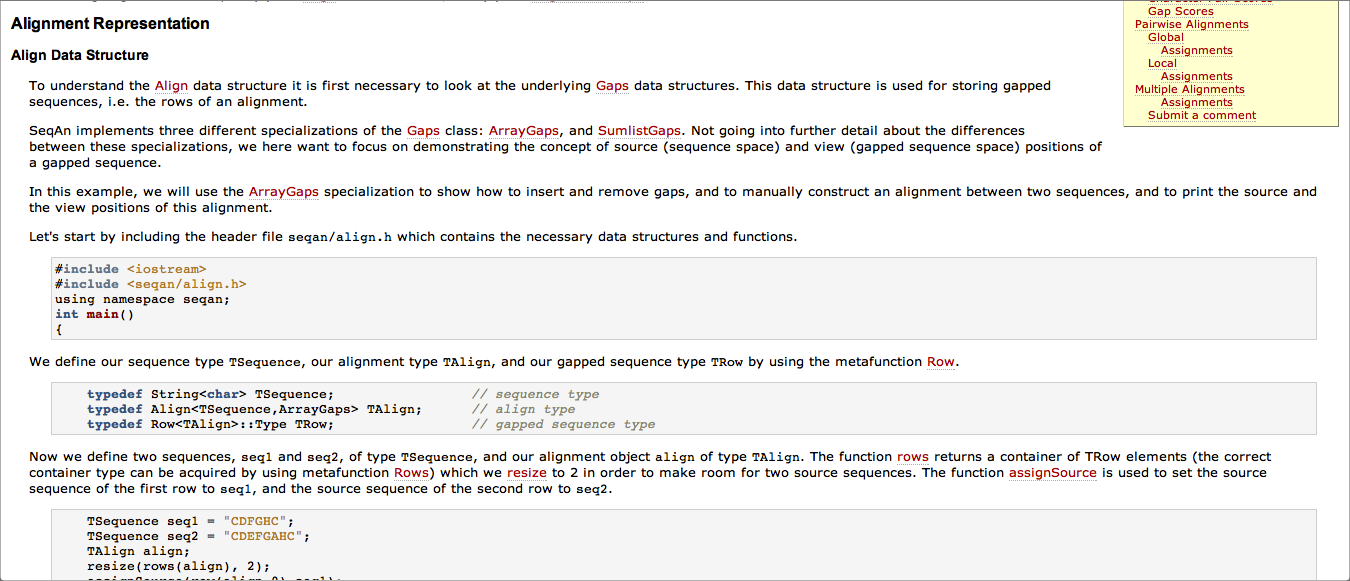 Alignment Representation
Align Data Structure
To understand the Align data structure it is first necessary to look at the underlying Gaps data structures. This data structure is used for storing gapped
sequences, i.e. the rows of an alignment.
SeqAn implements three different specializations of the Gaps class: ArrayGaps, and SumlistGaps. Not going into further detail about the differences
between these specializations, we here want to focus on demonstrating the concept of source (sequence space) and view (gapped sequence space) positions of
a gapped sequence.
In this example, we will use the ArrayGaps specialization to show how to insert and remove gaps, and to manually construct an alignment between two sequences, and to print the source and
the view positions of this alignment.
Let's start by including the header file seqan/align.h which contains the necessary data structures and functions.
#include <iostream>
#include <seqan/align.h>
using namespace seqan;
int main()
{
We define our sequence type TSequence, our alignment type TAlign, and our gapped sequence type TRow by using the metafunction Row.
typedef String<char> TSequence; // sequence type
typedef Align<TSequence,ArrayGaps> TAlign; // align type
typedef Row<TAlign>::Type TRow; // gapped sequence type
Now we define two sequences, seq1 and seq2, of type TSequence, and our alignment object align of type TAlign. The function rows returns a container of TRow elements (the correct
container type can be acquired by using metafunction Rows) which we resize to 2 in order to make room for two source sequences. The function assignSource is used to set the source
sequence of the first row to seq1, and the source sequence of the second row to seq2.
TSequence seq1 = "CDFGHC";
TSequence seq2 = "CDEFGAHC";
TAlign align;
resize(rows(align), 2);
Gap Scores
Pairwise Alignments
Global
Assignments
Local
Assignments
Multiple Alignments
Assignments
Submit a comment